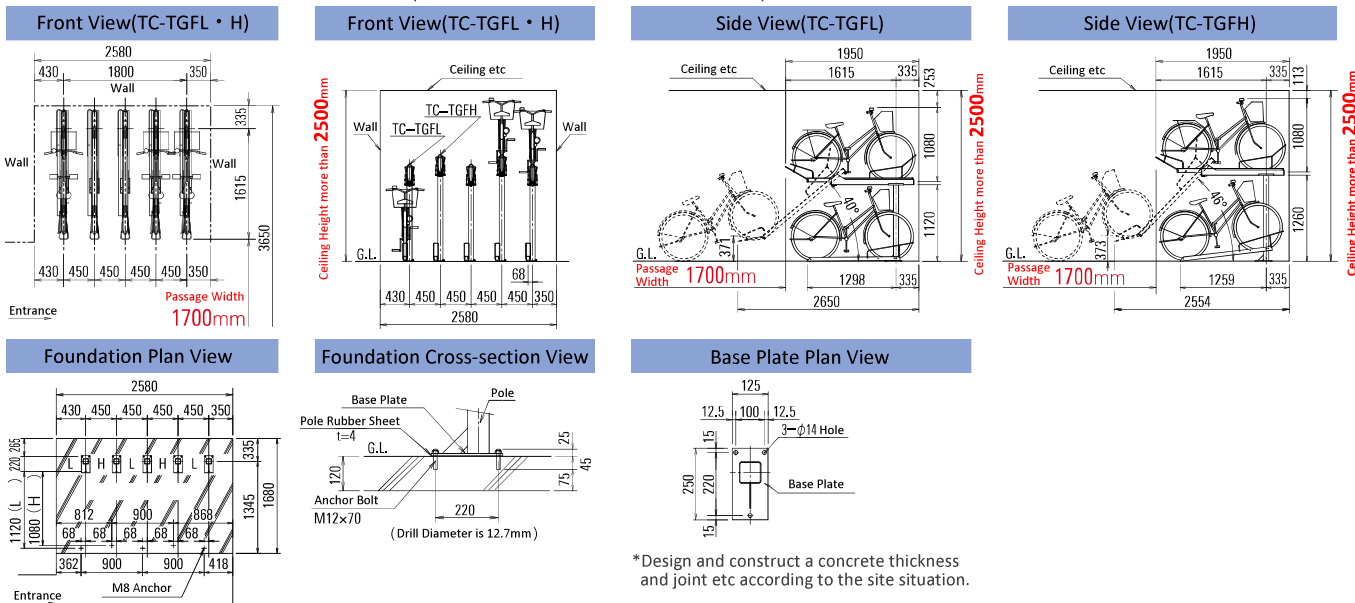 Front View(TC-TGFL・H)
2580
430 1800 350
Wall
Wall
Wall
335
1615
3650
430 450 450 450 450 350
Passage Width
1700mm
Entrance
Front View(TC-TGFL・H)
Ceiling etc
Ceiling Height more than 2500mm
TC-TGFH
TC-TGFL
Wall
Wall
G.L.
68
430 450 450 450 450 350
2580
Side View(TC-TGFL)
1950
1615 335
253
Ceiling etc
1080
1120
40°
371
G.L.
Passage
Width 1700mm
1298 335
2650
Ceiling Height more than 2500mm
Side View(TC-TGFH)
1950
1615 335
113
Ceiling etc
1080
1260
46°
373
G.L.
Passage
Width 1700mm
1259 335
2554
Ceiling Height more than 2500mm
Foundation Plan View
2580
430 450 450 450 450 350
265
220
L H L H L
335
1345
1680
1120(L)
1080(H)
812 900 868
68 68 68 68 68
362 900 900 418
M8 Anchor
Entrance
Foundation Cross-section View
Base Plate
Pole
Pole Rubber Sheet
t=4
G.L.
25
45
75
120
Anchor Bolt
M12×70
220
(Drill Diameter is 12.7mm)
Base Plate Plan View
125
12.5 100 12.5
3-φ14 Hole
15
220
250
15
Base Plate
*Design and construct a concrete thickness
and joint etc according to the site situation.